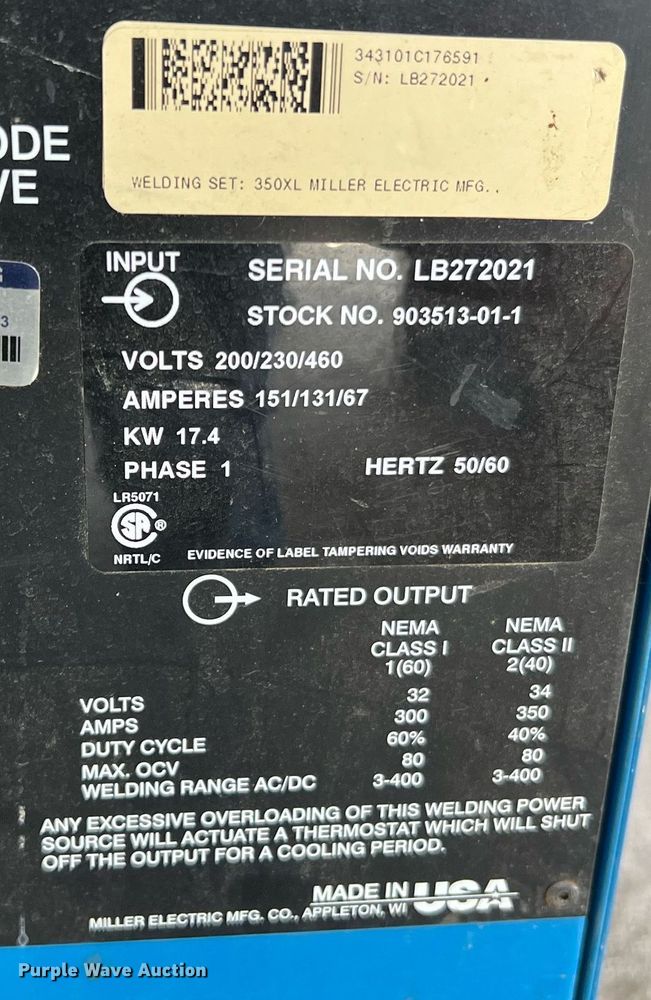 343101C176591
S/N: LB272021
WELDING SET: 350XL MILLER ELECTRIC MFG..
ODE
VE
G
3
INPUT
SERIAL NO. LB272021
STOCK NO. 903513-01-1
VOLTS 200/230/460
AMPERES 151/131/67
KW 17.4
PHASE 1 HERTZ 50/60
LR5071
SA ®
NRTL/C
EVIDENCE OF LABEL TAMPERING VOIDS WARRANTY
RATED OUTPUT
NEMA NEMA
CLASS I CLASS II
1(60) 2(40)
VOLTS 32 34
AMPS 300 350
DUTY CYCLE 60% 40%
MAX. OCV 80 80
WELDING RANGE AC/DC 3-400 3-400
ANY EXCESSIVE OVERLOADING OF THIS WELDING POWER
SOURCE WILL ACTUATE A THERMOSTAT WHICH WILL SHUT
OFF THE OUTPUT FOR A COOLING PERIOD.
MADE IN USA
MILLER ELECTRIC MFG. CO., APPLETON, WI
Purple Wave Auction